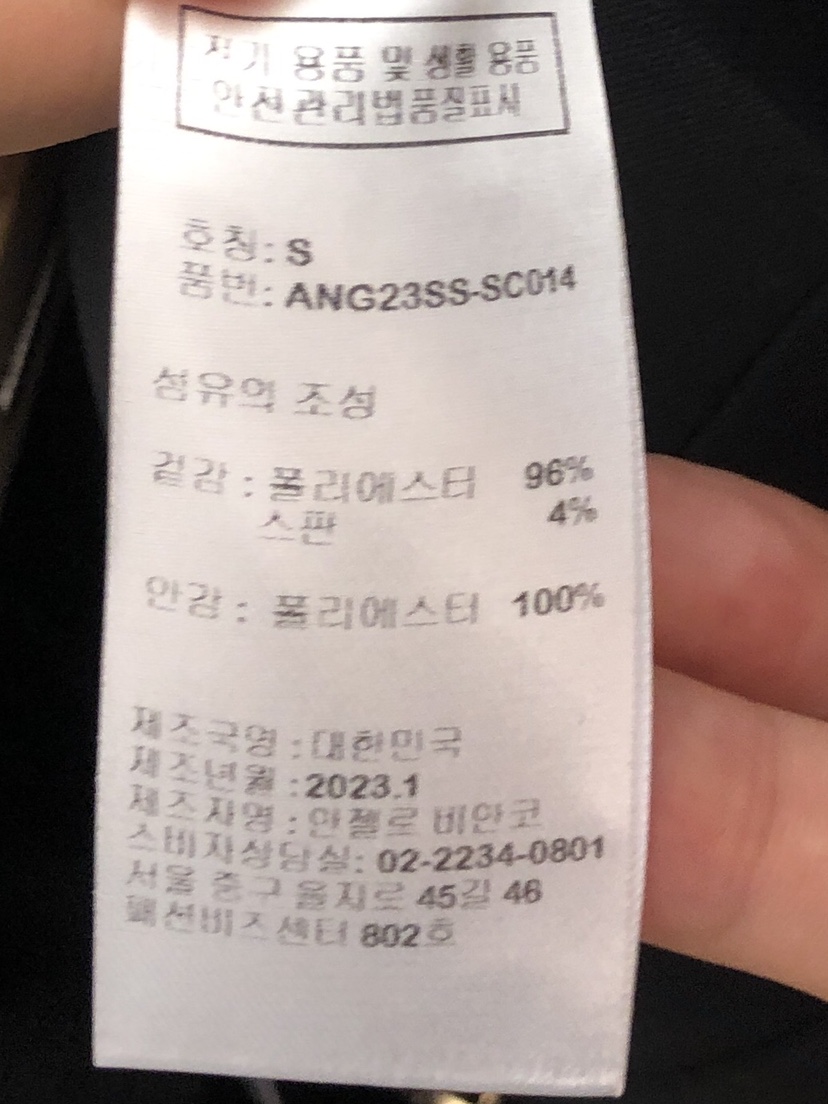 전기 용품 및 생활 용품
안전관리법품질표시
호칭: S
품번: ANG23SS-SC014
섬유의 조성
겉감 : 폴리에스터 96%
스판 4%
안감 : 폴리에스터 100%
제조국명 : 대한민국
제조년월 : 2023.1
제조자명 : 안젤로 비안코
소비자상담실: 02-2234-0801
서울 중구 을지로 45길 46
패션비즈센터 802호